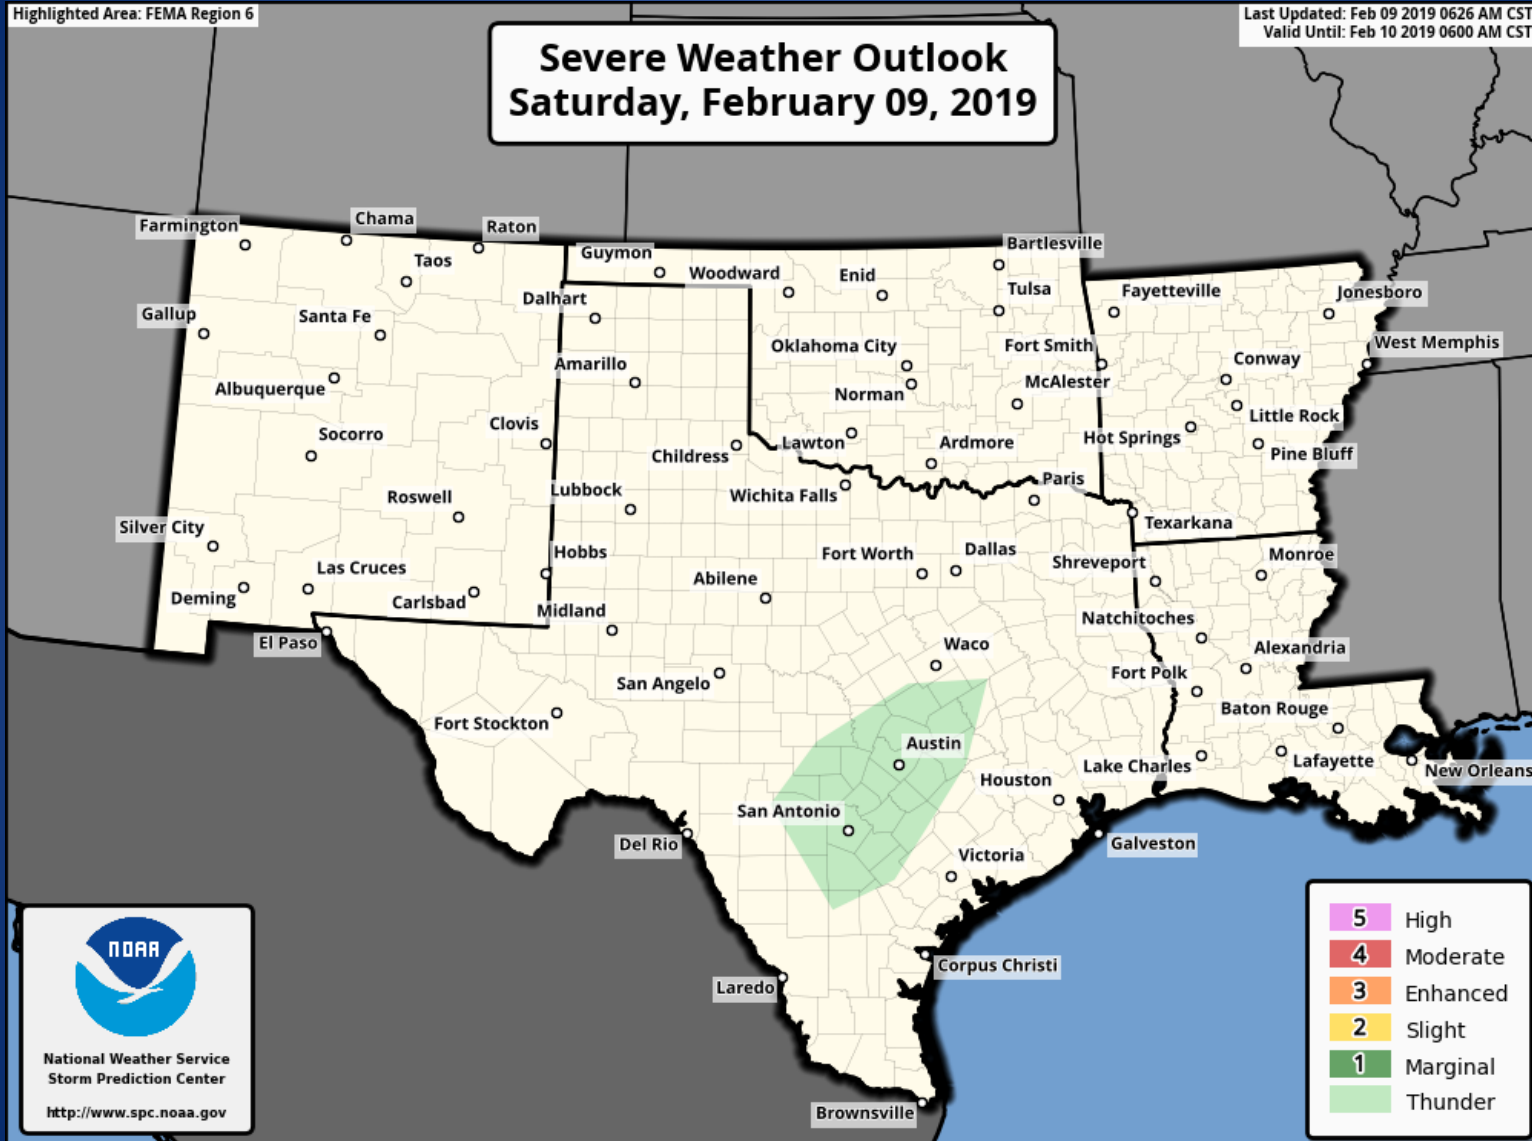 Highlighted Area: FEMA Region 6
Last Updated: Feb 09 2019 0626 AM CST
Valid Until: Feb 10 2019 0600 AM CST
Severe Weather Outlook
Saturday, February 09, 2019
Farmington
Chama
Raton
Taos
Guymon
Woodward
Enid
Bartlesville
Tulsa
Fayetteville
Jonesboro
Gallup
Santa Fe
Dalhart
Oklahoma City
Fort Smith
West Memphis
Conway
Amarillo
Albuquerque
Norman
McAlester
Little Rock
Clovis
Socorro
Childress
Lawton
Ardmore
Hot Springs
Pine Bluff
Roswell
Lubbock
Wichita Falls
Paris
Texarkana
Silver City
Hobbs
Fort Worth
Dallas
Shreveport
Monroe
Las Cruces
Deming
Carlsbad
Midland
Abilene
Natchitoches
El Paso
Waco
Alexandria
San Angelo
Fort Polk
Fort Stockton
Baton Rouge
Austin
Houston
Lake Charles
Lafayette
New Orleans
San Antonio
Del Rio
Victoria
Galveston
Corpus Christi
Laredo
Brownsville
NOAA
National Weather Service
Storm Prediction Center
http://www.spc.noaa.gov
5 High
4 Moderate
3 Enhanced
2 Slight
1 Marginal
Thunder